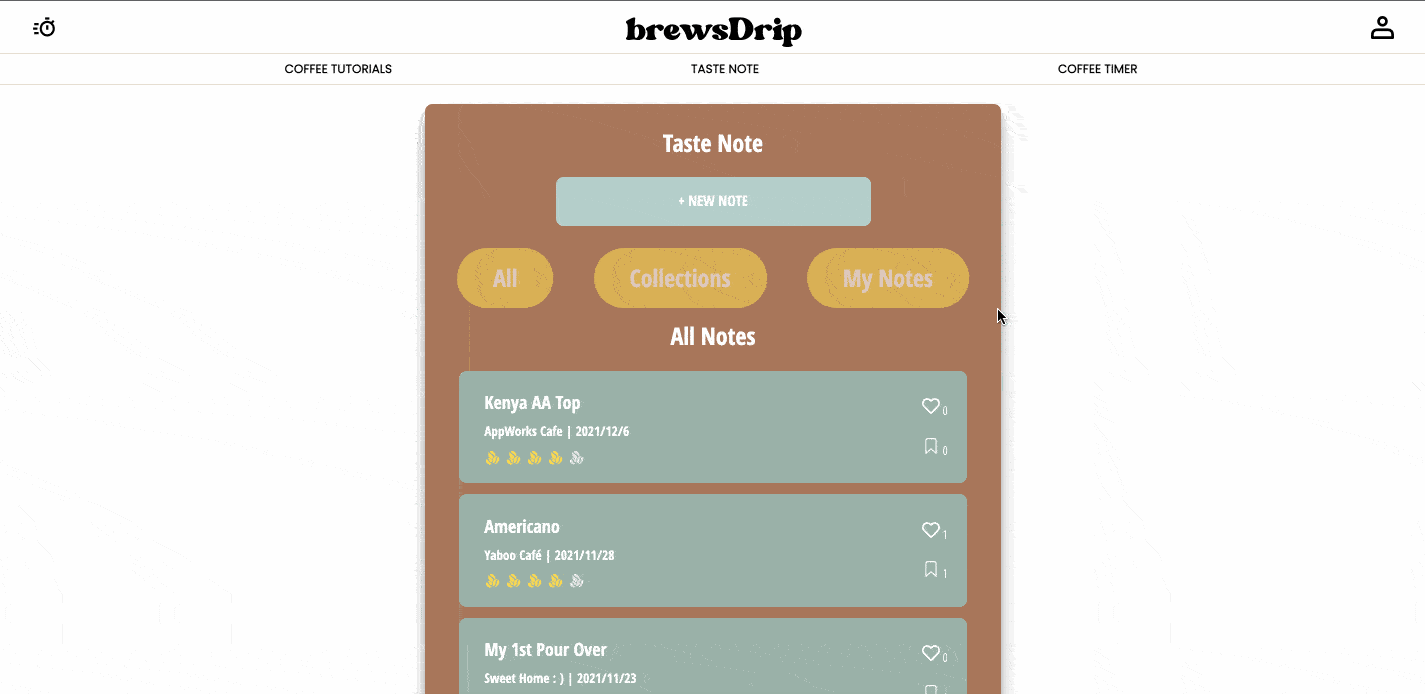 brewsDrip
COFFEE TUTORIALS TASTE NOTE COFFEE TIMER
Taste Note
+ NEW NOTE
All Collections My Notes
All Notes
Kenya AA Top
0
AppWorks Cafe | 2021/12/6
0
Americano
1
Yaboo Café | 2021/11/28
1
My 1st Pour Over
0
Sweet Home : ) | 2021/11/23